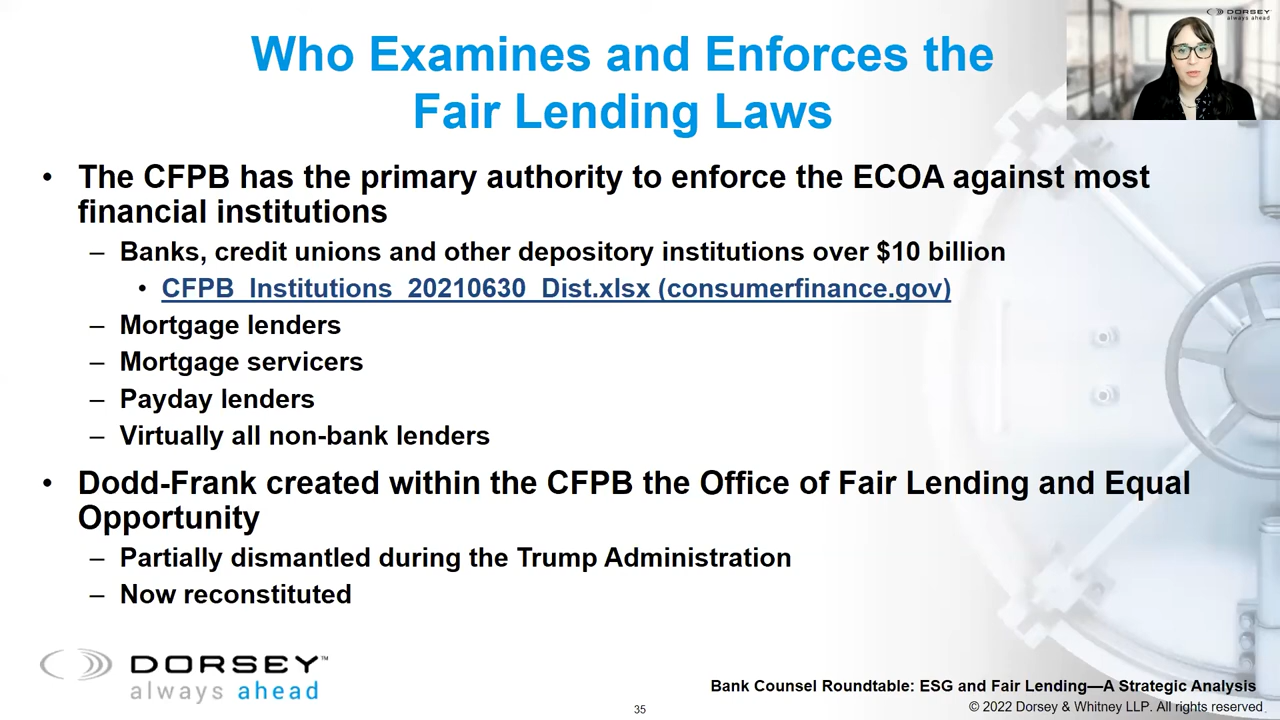 DORSEY
always ahead
Who Examines and Enforces the
Fair Lending Laws
• The CFPB has the primary authority to enforce the ECOA against most
financial institutions
– Banks, credit unions and other depository institutions over $10 billion
• CFPB_Institutions_20210630_Dist.xlsx (consumerfinance.gov)
– Mortgage lenders
– Mortgage servicers
– Payday lenders
– Virtually all non-bank lenders
• Dodd-Frank created within the CFPB the Office of Fair Lending and Equal
Opportunity
– Partially dismantled during the Trump Administration
– Now reconstituted
DORSEY™
always ahead
Bank Counsel Roundtable: ESG and Fair Lending—A Strategic Analysis
35
© 2022 Dorsey & Whitney LLP. All rights reserved.